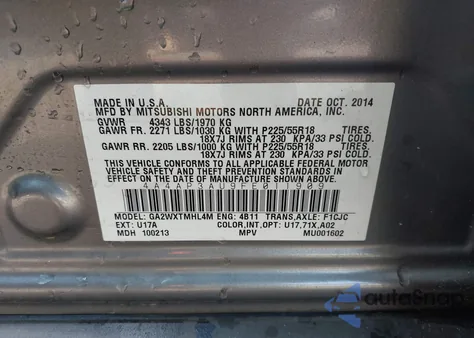 MADE IN U.S.A. DATE OCT. 2014
MFD BY MITSUBISHI MOTORS NORTH AMERICA, INC.
GVWR 4343 LBS/1970 KG
GAWR FR. 2271 LBS/1030 KG WITH P225/55R18 TIRES,
18X7J RIMS AT 230 KPA/33 PSI COLD.
GAWR RR. 2205 LBS/1000 KG WITH P225/55R18 TIRES,
18X7J RIMS AT 230 KPA/33 PSI COLD.
THIS VEHICLE CONFORMS TO ALL APPLICABLE FEDERAL MOTOR
VEHICLE SAFETY AND THEFT PREVENTION STANDARDS IN
EFFECT ON THE DATE OF MANUFACTURE SHOWN ABOVE.
4A4AP3AU9FE011909
MODEL: GA2WXTMHL4M ENG: 4B11 TRANS,AXLE: F1CJC
EXT: U17A COLOR,INT,OPT: U17,71X,A02
MDH 100213 MPV MU001602
autoSnap